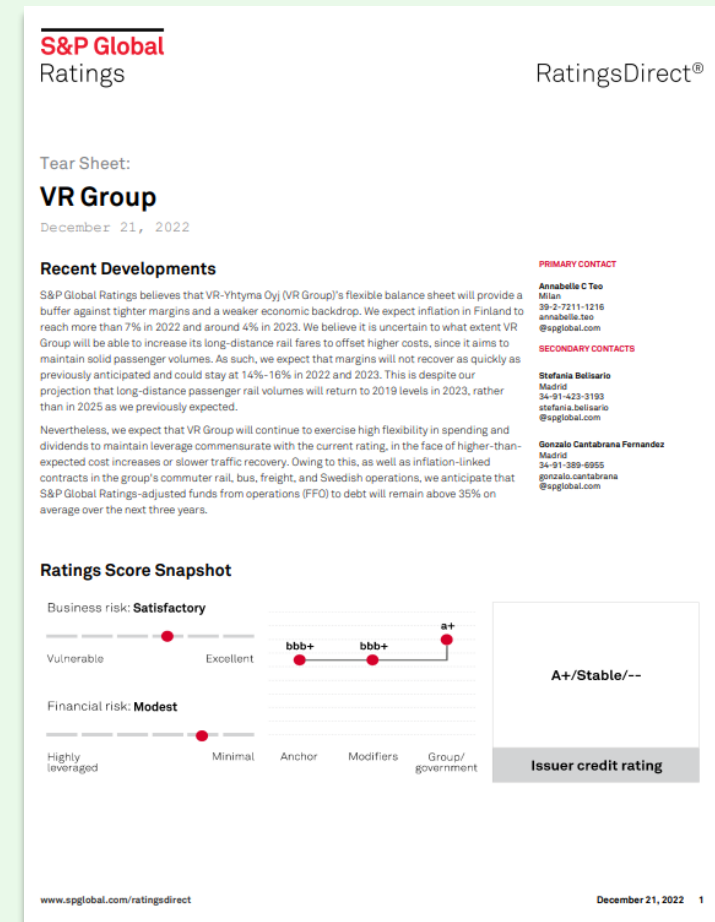 S&P Global
Ratings
RatingsDirect®
Tear Sheet:
VR Group
December 21, 2022
Recent Developments
S&P Global Ratings believes that VR-Yhtyma Oyj (VR Group)'s flexible balance sheet will provide a
buffer against tighter margins and a weaker economic backdrop. We expect inflation in Finland to
reach more than 7% in 2022 and around 4% in 2023. We believe it is uncertain to what extent VR
Group will be able to increase its long-distance rail fares to offset higher costs, since it aims to
maintain solid passenger volumes. As such, we expect that margins will not recover as quickly as
previously anticipated and could stay at 14%-16% in 2022 and 2023. This is despite our
projection that long-distance passenger rail volumes will return to 2019 levels in 2023, rather
than in 2025 as we previously expected.
Nevertheless, we expect that VR Group will continue to exercise high flexibility in spending and
dividends to maintain leverage commensurate with the current rating, in the face of higher-than-
expected cost increases or slower traffic recovery. Owing to this, as well as inflation-linked
contracts in the group's commuter rail, bus, freight, and Swedish operations, we anticipate that
S&P Global Ratings-adjusted funds from operations (FFO) to debt will remain above 35% on
average over the next three years.
PRIMARY CONTACT
Annabelle C Teo
Milan
39-2-7211-1216
annabelle.teo
@spglobal.com
SECONDARY CONTACTS
Stefania Belisario
Madrid
34-91-423-3193
stefania.belisario
@spglobal.com
Gonzalo Cantabrana Fernandez
Madrid
34-91-389-6955
gonzalo.cantabrana
@spglobal.com
Ratings Score Snapshot
Business risk: Satisfactory
Vulnerable Excellent
Financial risk: Modest
Highly
leveraged
Minimal
bbb+ bbb+ a+
Anchor Modifiers Group/
government
A+/Stable/--
Issuer credit rating
www.spglobal.com/ratingsdirect
December 21, 2022 1